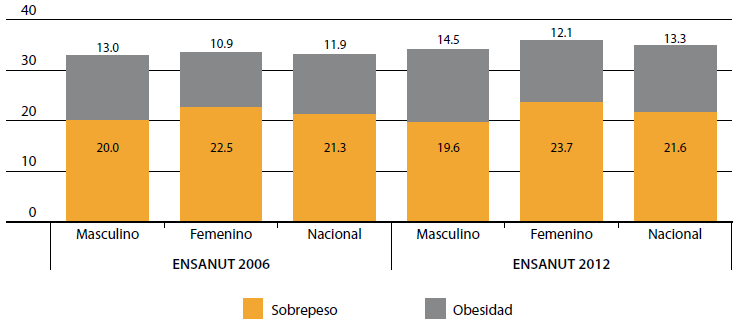 40
13.0 10.9 11.9 14.5 12.1 13.3
30
20
20.0 22.5 21.3 19.6 23.7 21.6
10
0
Masculino Femenino Nacional Masculino Femenino Nacional
ENSANUT 2006 ENSANUT 2012
Sobrepeso Obesidad